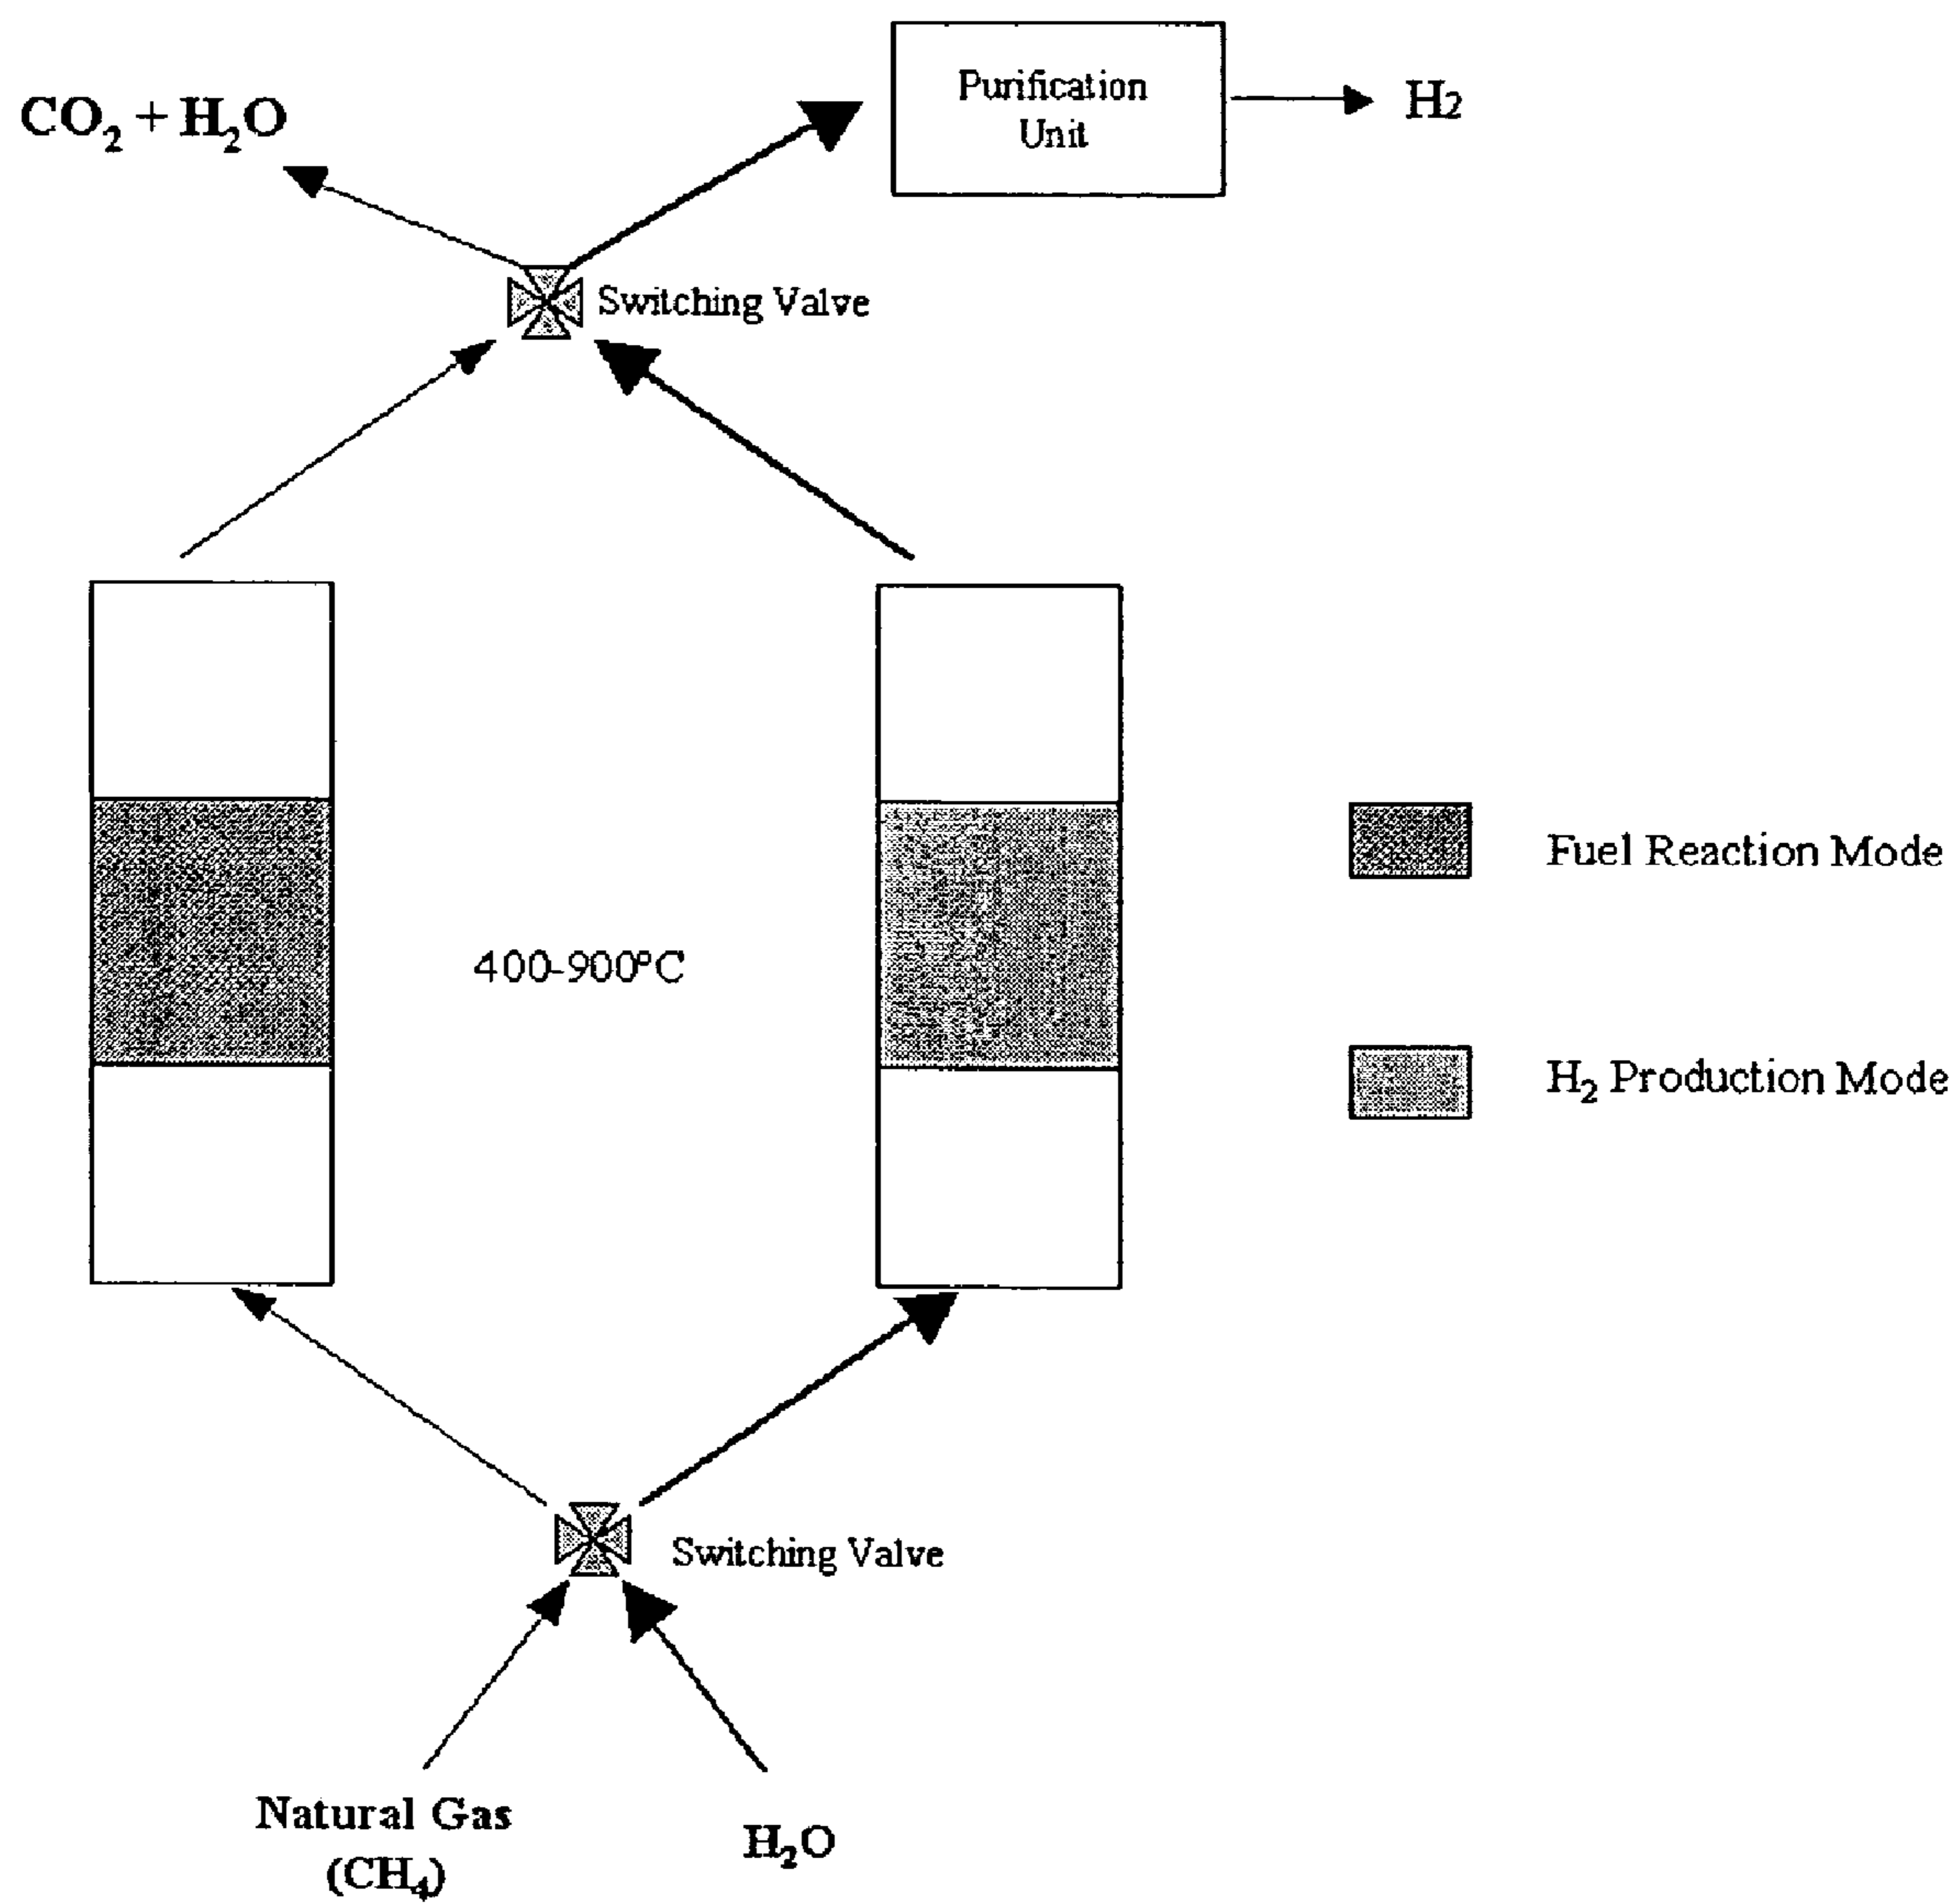 Purification
Unit
H2
CO₂ + H₂O
Switching Valve
400-900°C
Fuel Reaction Mode
H₂ Production Mode
Switching Valve
Natural Gas
(CH₄)
H₂O